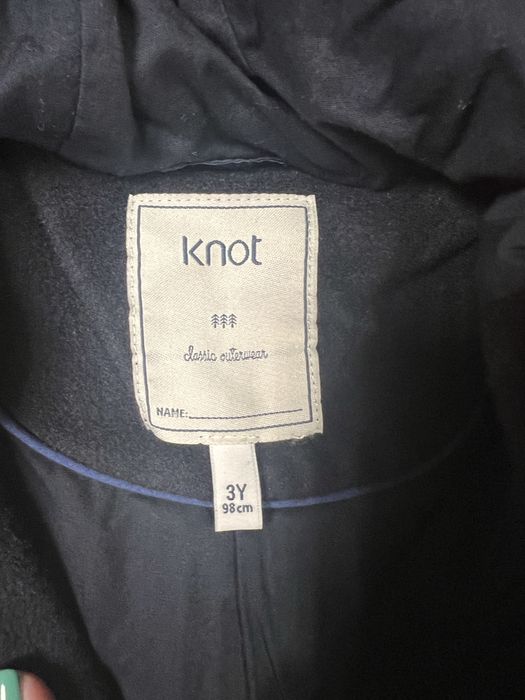 knot
classic outerwear
NAME:
3Y
98cm